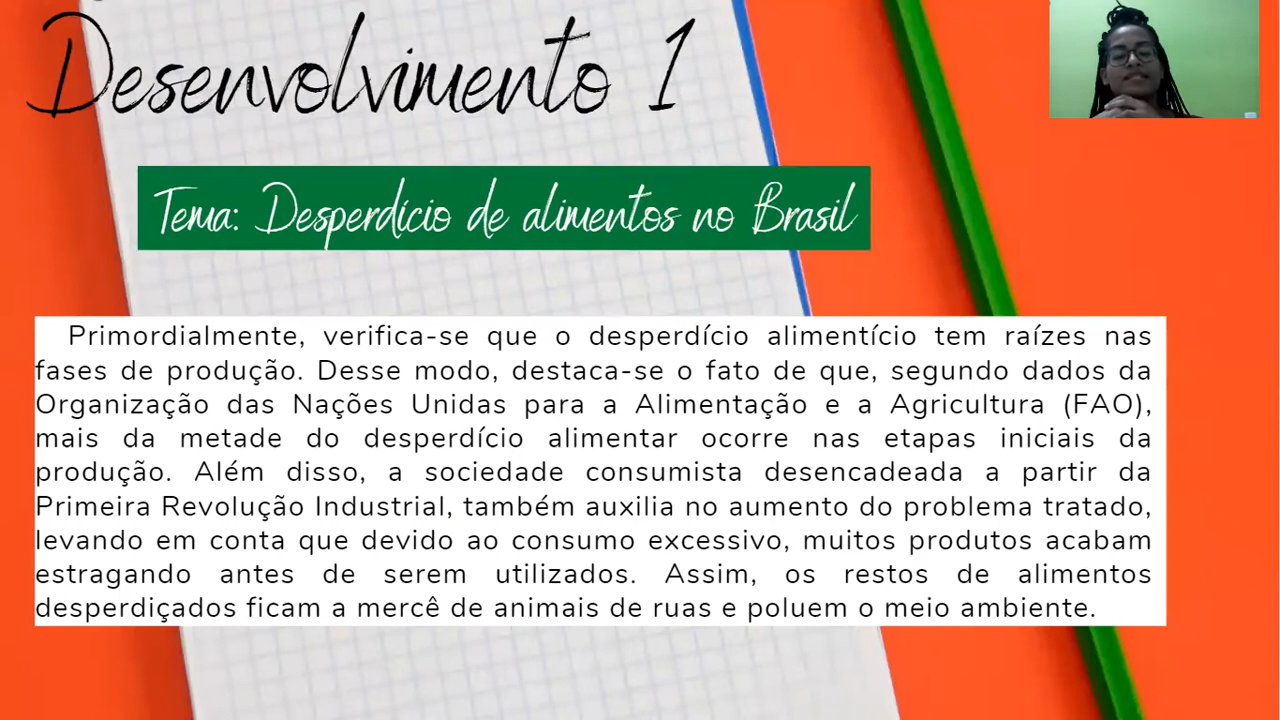 Desenvolvimento 1
Tema: Desperdício de alimentos no Brasil
Primordialmente, verifica-se que o desperdício alimentício tem raízes nas
fases de produção. Desse modo, destaca-se o fato de que, segundo dados da
Organização das Nações Unidas para a Alimentação e a Agricultura (FAO),
mais da metade do desperdício alimentar ocorre nas etapas iniciais da
produção. Além disso, a sociedade consumista desencadeada a partir da
Primeira Revolução Industrial, também auxilia no aumento do problema tratado,
levando em conta que devido ao consumo excessivo, muitos produtos acabam
estragando antes de serem utilizados. Assim, os restos de alimentos
desperdiçados ficam a mercê de animais de ruas e poluem o meio ambiente.